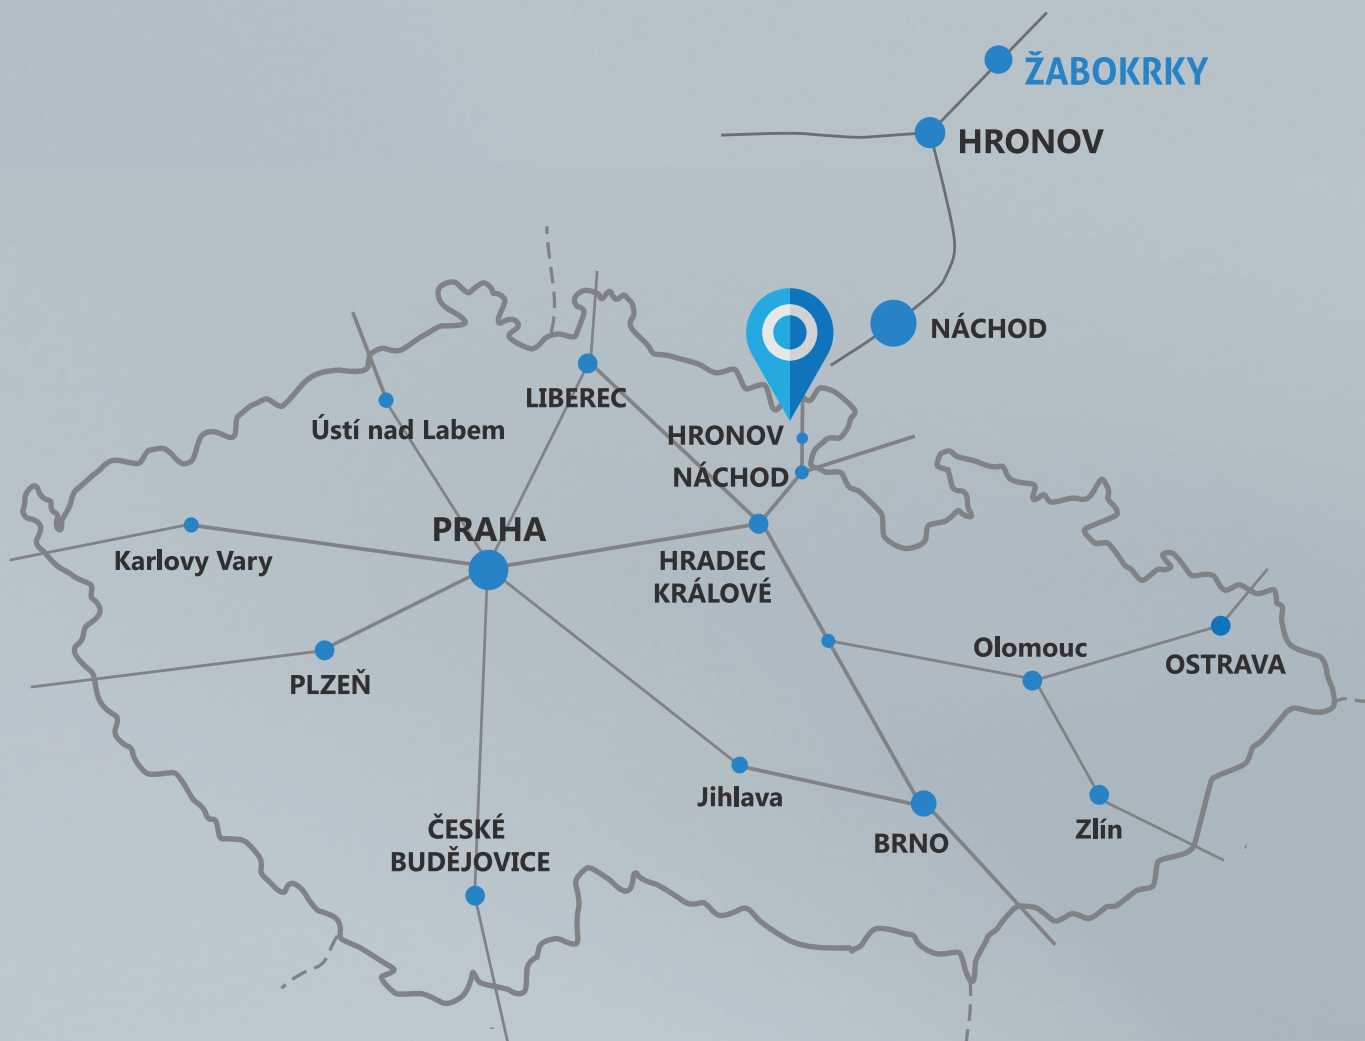 ŽABOKRKY
HRONOV
NÁCHOD
LIBEREC
Ústí nad Labem
HRONOV
NÁCHOD
PRAHA
Karlovy Vary
HRADEC
KRÁLOVÉ
Olomouc
OSTRAVA
PLZEŇ
Jihlava
ČESKÉ
BUDĚJOVICE
BRNO
Zlín